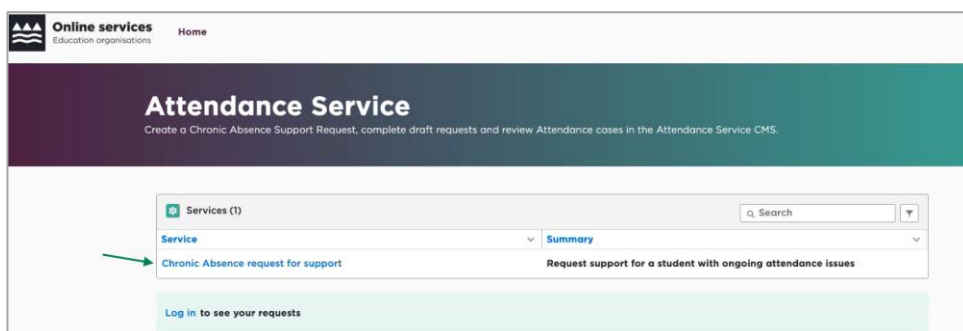 Online services
Education organisations
Home
Attendance Service
Create a Chronic Absence Support Request, complete draft requests and review Attendance cases in the Attendance Service CMS.
Services (1)
Search
Service Summary
Chronic Absence request for support Request support for a student with ongoing attendance issues
Log in to see your requests